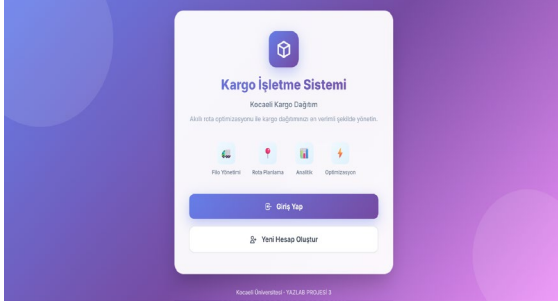 Kargo İşletme Sistemi
Kocaeli Kargo Dağıtım
Akıllı rota optimizasyonu ile kargo dağıtımınızı en verimli şekilde yönetin.
Filo Yönetimi
Rota Planlama
Analitik
Optimizasyon
Giriş Yap
Yeni Hesap Oluştur
Kocaeli Üniversitesi - YAZLAB PROJESİ 3